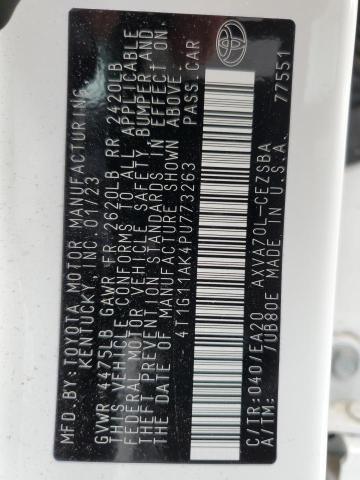 MFD.BY: TOYOTA MOTOR MANUFACTURING
KENTUCKY, INC. 01/23
GVWR 4475LB GAWR FR 2620LB RR 2420LB
THIS VEHICLE CONFORMS TO ALL APPLICABLE
FEDERAL MOTOR VEHICLE SAFETY, BUMPER, AND
THEFT PREVENTION STANDARDS IN EFFECT ON
THE DATE OF MANUFACTURE SHOWN ABOVE.
4T1G11AK4PU773263 PASS.CAR
C/TR:040/EA20 AXVA70L-CEZSBA
A/TM: /UB80E MADE IN U.S.A. 77551